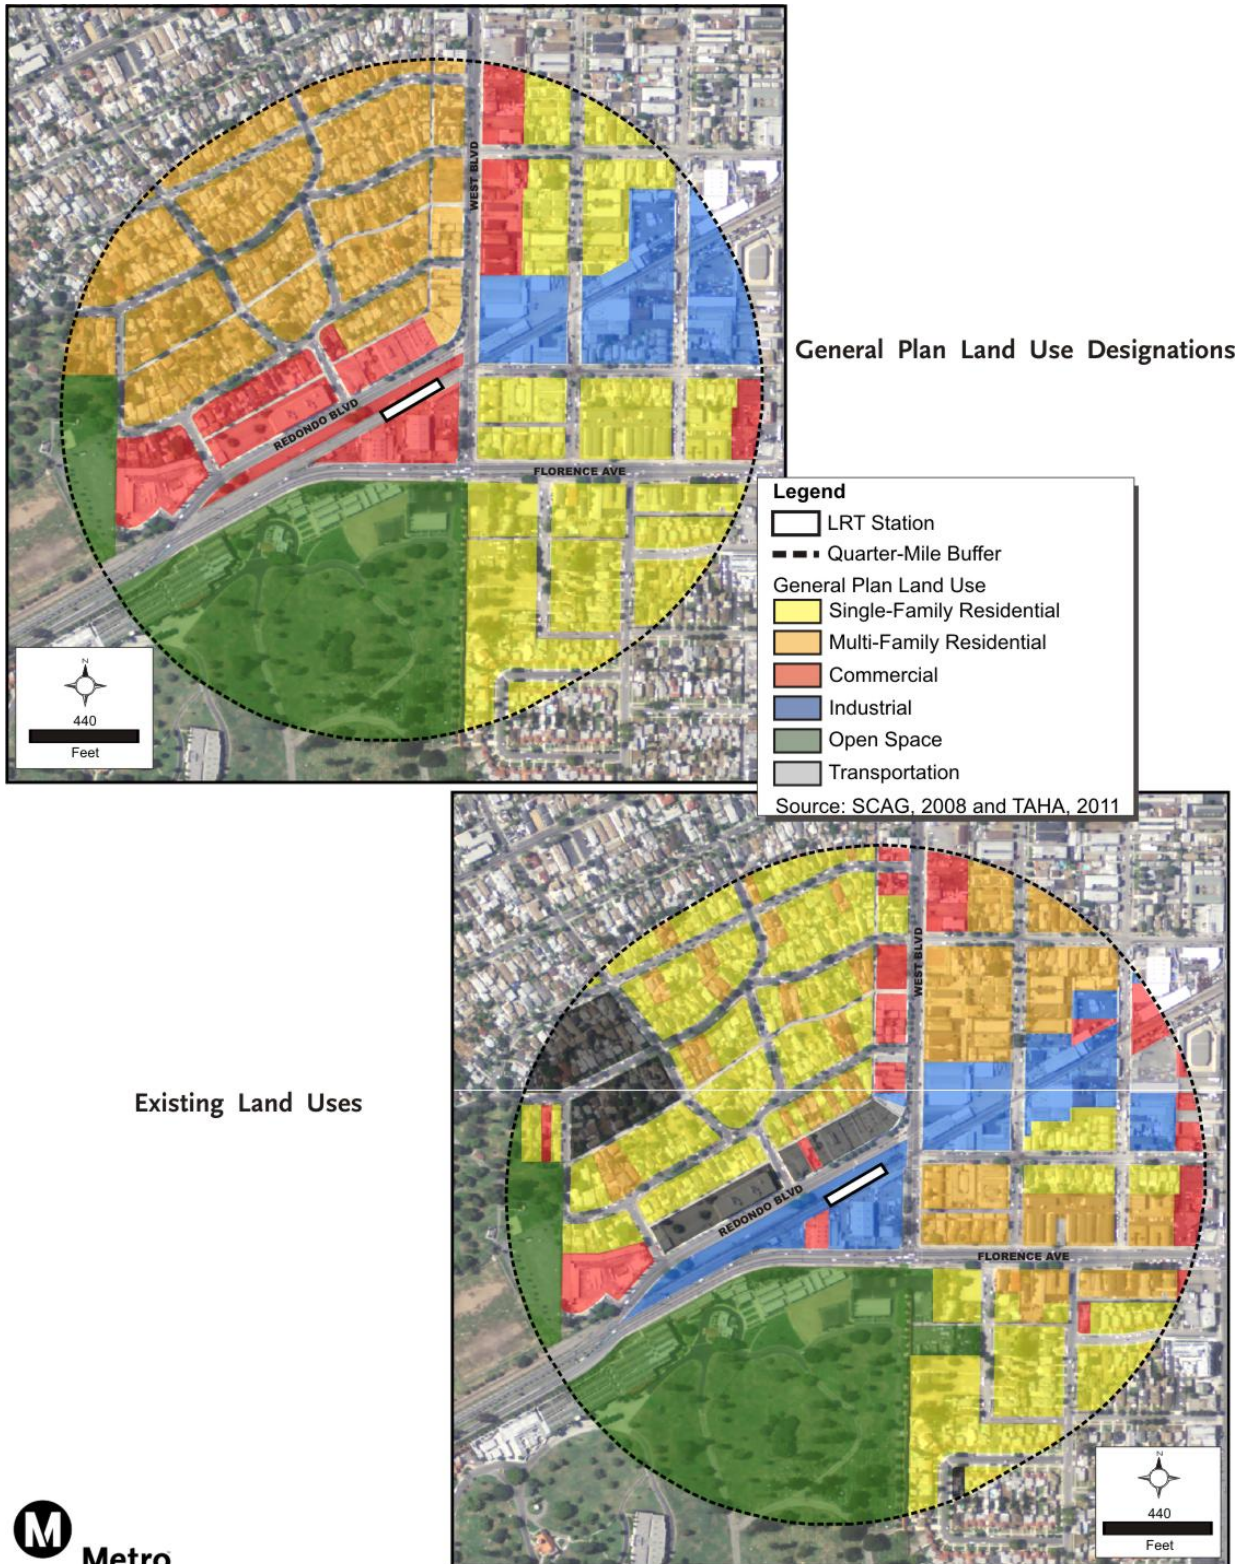 WEST BLVD
General Plan Land Use Designations
REDONDO BLVD
FLORENCE AVE
Legend
LRT Station
Quarter-Mile Buffer
General Plan Land Use
Single-Family Residential
Multi-Family Residential
Commercial
Industrial
Open Space
Transportation
Source: SCAG, 2008 and TAHA, 2011
N
440
Feet
WEST BLVD
Existing Land Uses
REDONDO BLVD
FLORENCE AVE
N
440
Feet
M
Metro